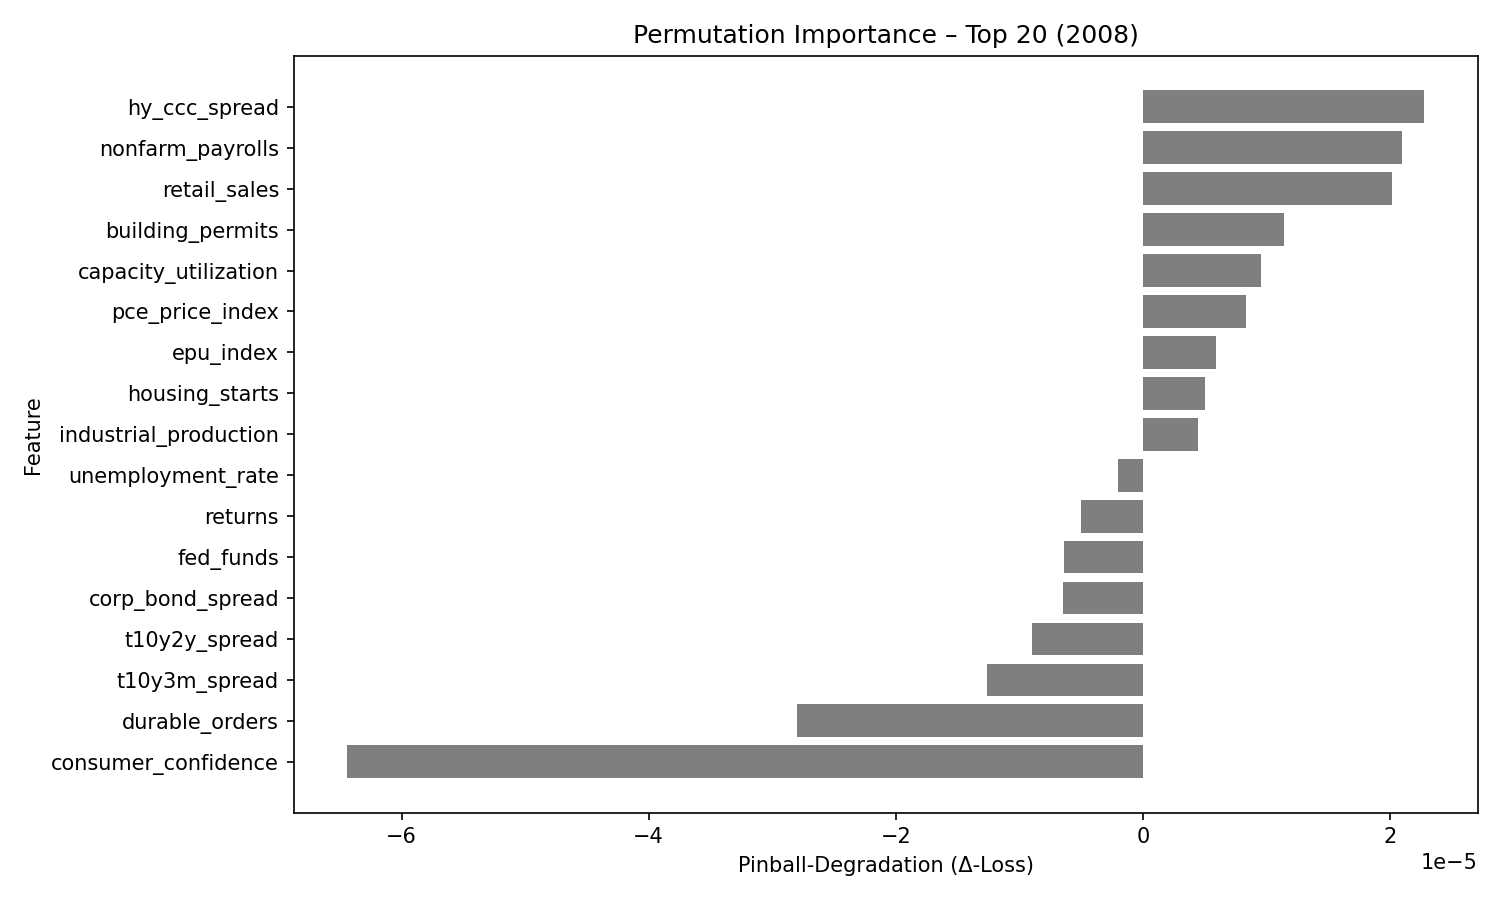 Permutation Importance – Top 20 (2008)
hy_ccc_spread
nonfarm_payrolls
retail_sales
building_permits
capacity_utilization
pce_price_index
epu_index
housing_starts
industrial_production
unemployment_rate
returns
fed_funds
corp_bond_spread
t10y2y_spread
t10y3m_spread
durable_orders
consumer_confidence
Feature
−6 −4 −2 0 2
1e−5
Pinball-Degradation (Δ-Loss)